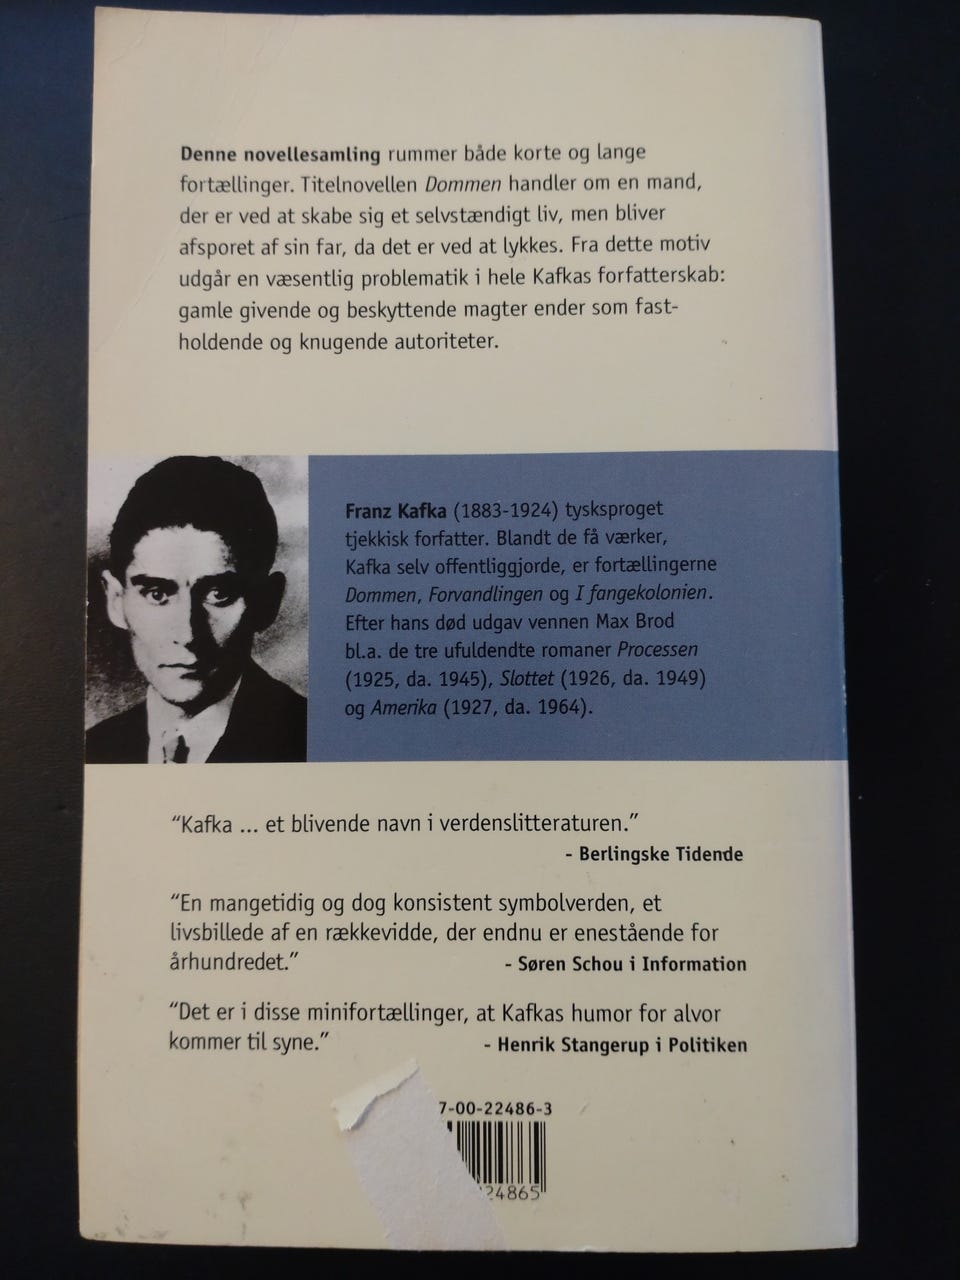 Denne novellesamling rummer både korte og lange
fortællinger. Titelnovellen Dommen handler om en mand,
der er ved at skabe sig et selvstændigt liv, men bliver
afsporet af sin far, da det er ved at lykkes. Fra dette motiv
udgår en væsentlig problematik i hele Kafkas forfatterskab:
gamle givende og beskyttende magter ender som fast-
holdende og knugende autoriteter.
Franz Kafka (1883-1924) tysksproget
tjekkisk forfatter. Blandt de få værker,
Kafka selv offentliggjorde, er fortællingerne
Dommen, Forvandlingen og I fangekolonien.
Efter hans død udgav vennen Max Brod
bl.a. de tre ufuldendte romaner Processen
(1925, da. 1945), Slottet (1926, da. 1949)
og Amerika (1927, da. 1964).
“Kafka ... et blivende navn i verdenslitteraturen.”
- Berlingske Tidende
“En mangetidig og dog konsistent symbolverden, et
livsbillede af en rækkevidde, der endnu er enestående for
århundredet.” - Søren Schou i Information
“Det er i disse minifortællinger, at Kafkas humor for alvor
kommer til syne.” - Henrik Stangerup i Politiken
7-00-22486-3
24865